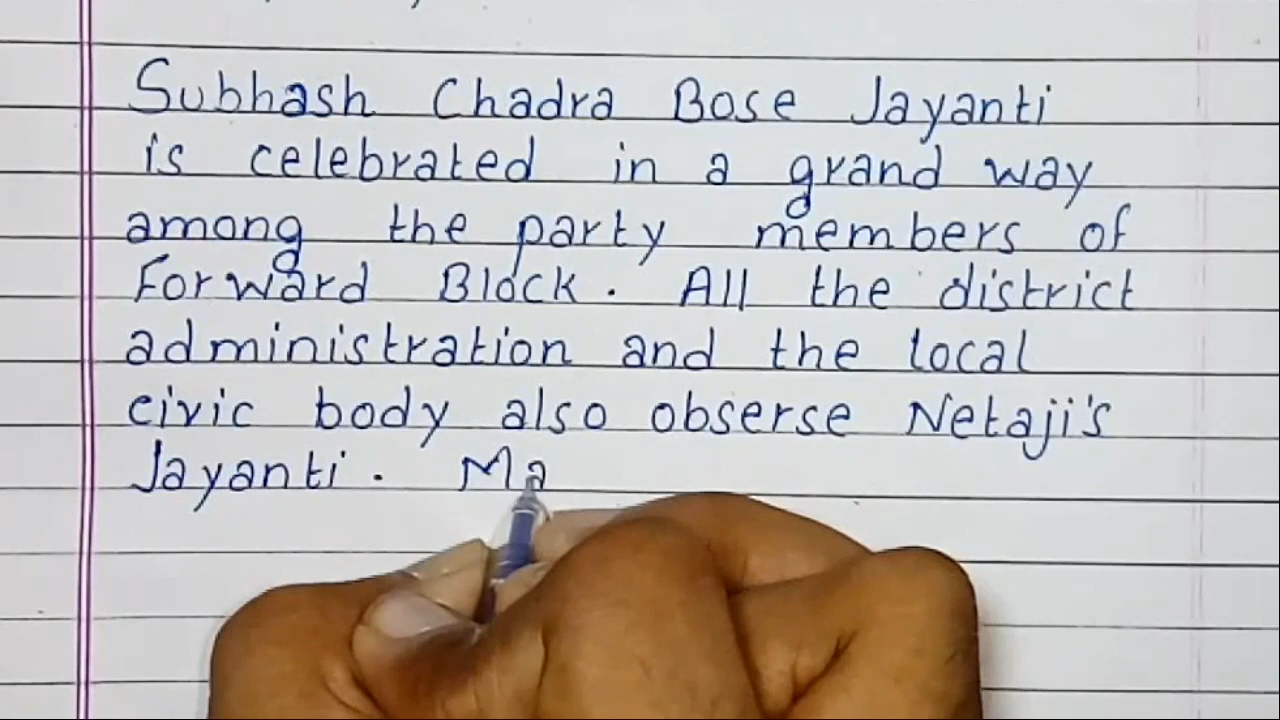 Subhash Chadra Bose Jayanti
is celebrated in a grand way
among the party members of
Forward Block. All the district
administration and the local
civic body also obserse Netaji's
Jayanti. Ma